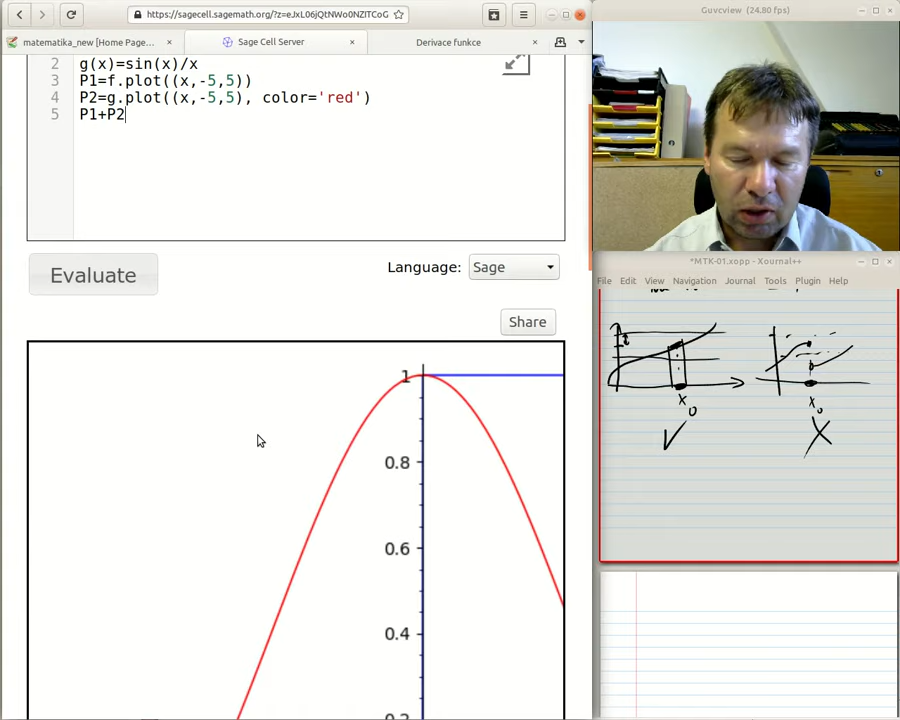 https://sagecell.sagemath.org/?z=eJxL06jQtNWo0NZITCoG
Guvcview (24.80 fps)
matematika_new [Home Page...
Sage Cell Server
Derivace funkce
2 g(x)=sin(x)/x
3 P1=f.plot((x,-5,5))
4 P2=g.plot((x,-5,5), color='red')
5 P1+P2
Evaluate
Language:
Sage
Share
1
0.8
0.6
0.4
*MTK-01.xopp - Xournal++
File Edit View Navigation Journal Tools Plugin Help
x0
x0